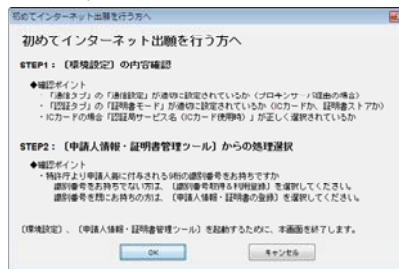 初めてインターネット出願を行う方へ
初めてインターネット出願を行う方へ
STEP1：〔環境設定〕の内容確認
◆確認ポイント
・「通信タブ」の「通信設定」が適切に設定されているか（プロキシサーバ経由の場合）
・「認証タブ」の「証明書モード」が適切に設定されているか（ICカードか、証明書ストアか）
・ICカードの場合「認証局サービス名（ICカード使用時）」が正しく選択されているか
STEP2：〔申請人情報・証明書管理ツール〕からの処理選択
◆確認ポイント
・特許庁より申請人毎に付与される9桁の識別番号をお持ちですか
識別番号をお持ちでない方は、〔識別番号取得&利用登録〕を選択してください。
識別番号を既にお持ちの方は、〔申請人情報・証明書の登録〕を選択してください。
〔環境設定〕、〔申請人情報・証明書管理ツール〕を起動するために、本画面を終了します。
OK
キャンセル